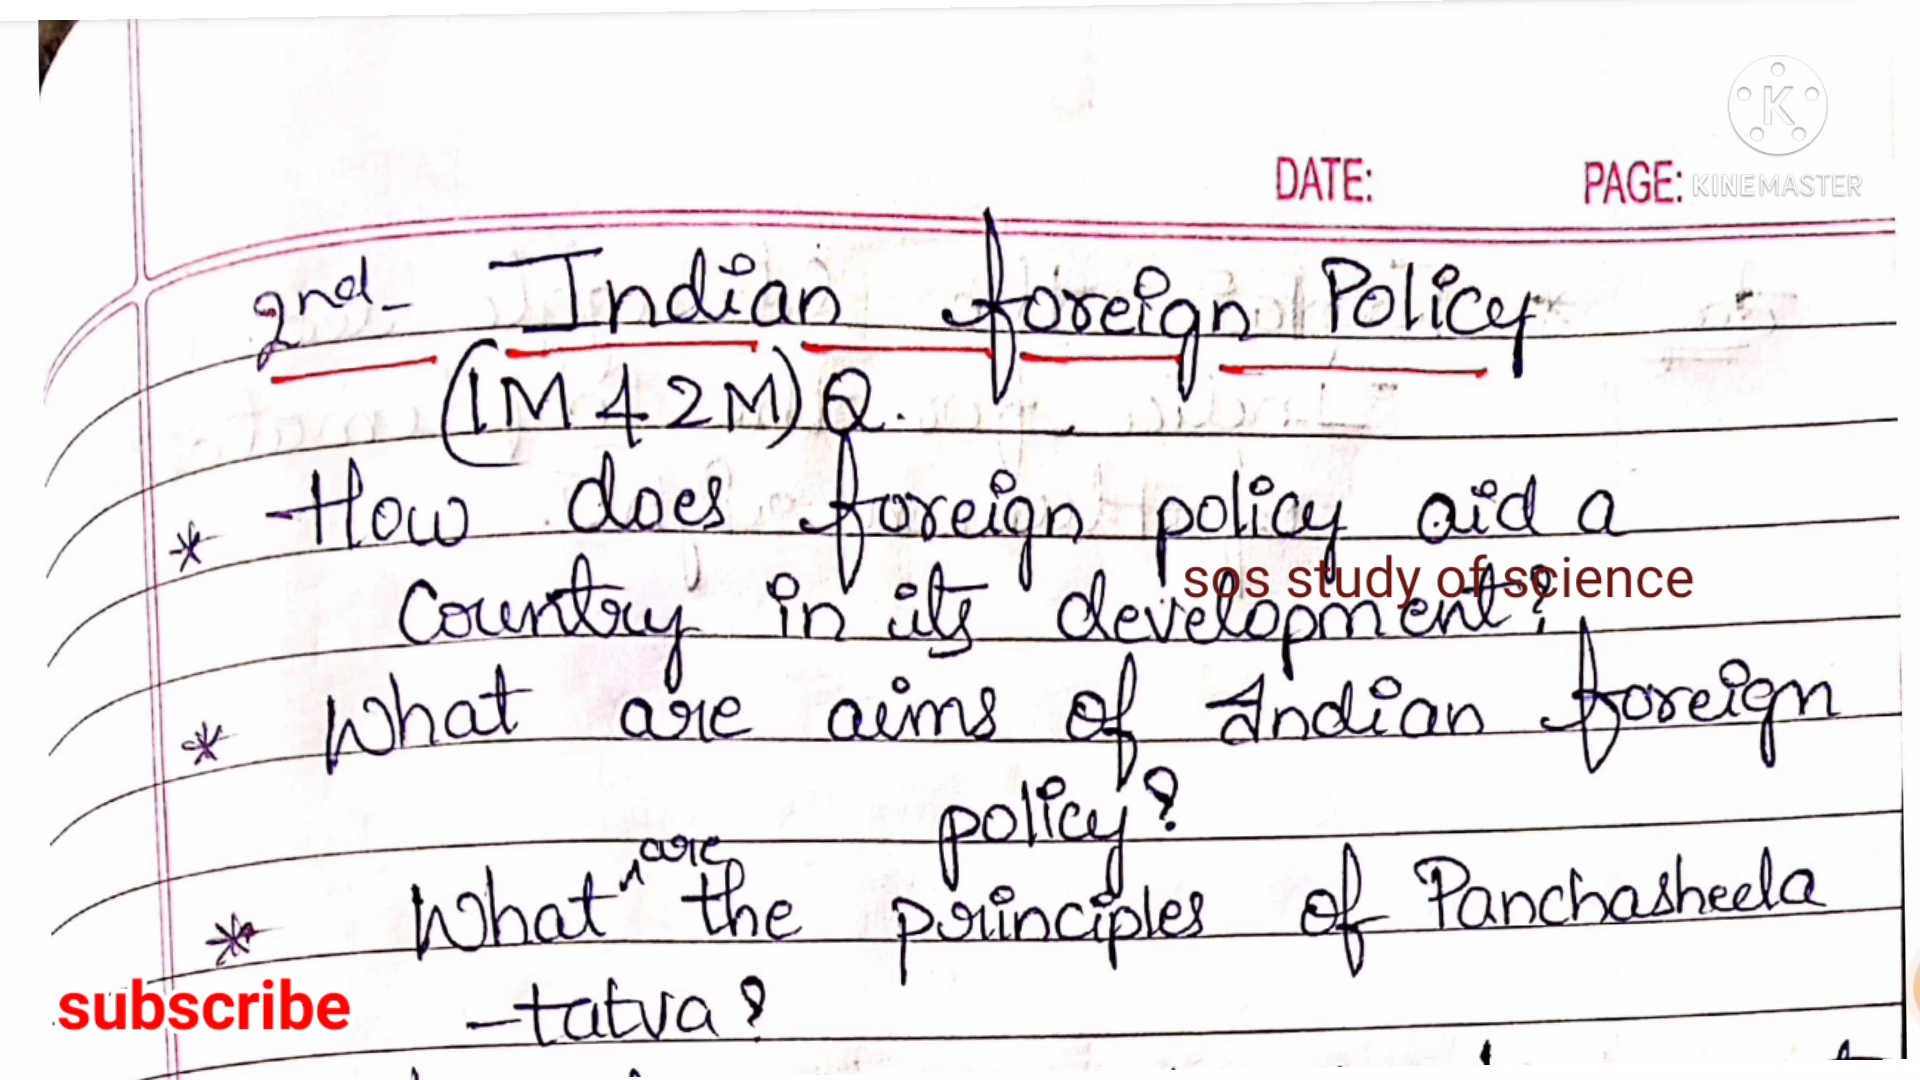 K
DATE: PAGE: KINEMASTER
2nd- Indian foreign Policy
(1M & 2M) Q.
* How does foreign policy aid a
sos study of science
country in its development?
* What are aims of Indian foreign
policy?
* What ^are the principles of Panchasheela
-tatva?
subscribe